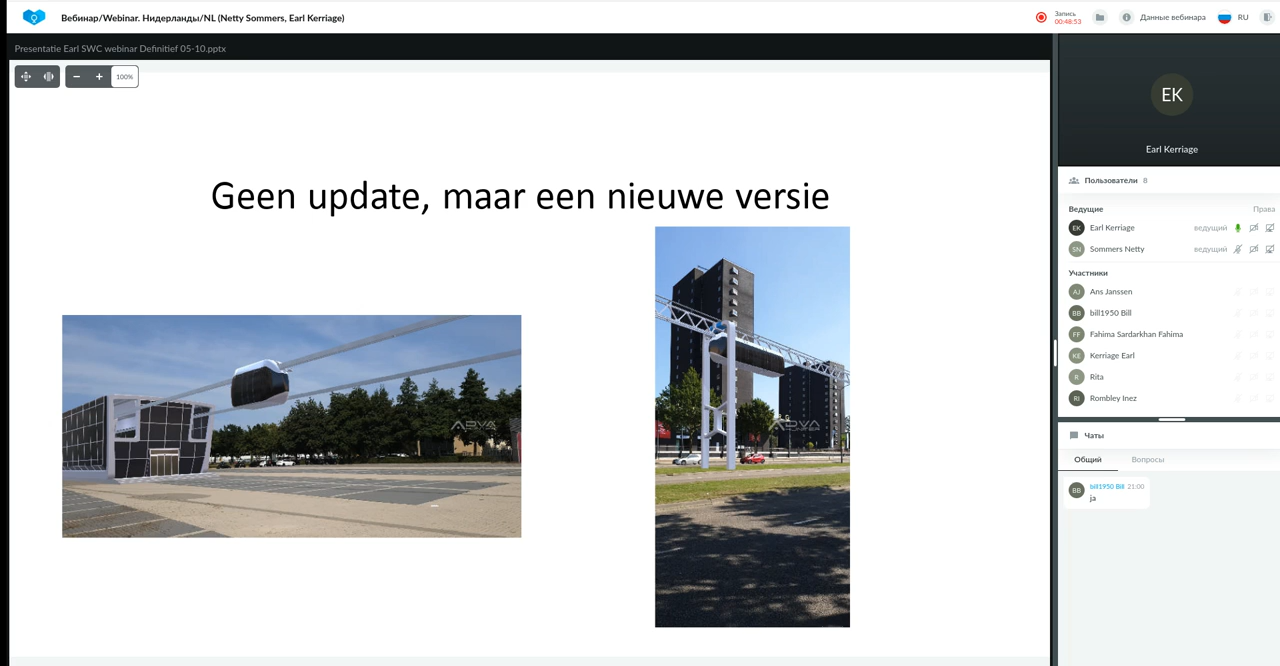 Вебинар/Webinar. Нидерланды/NL (Netty Sommers, Earl Kerriage)
Запись
00:48:53
Данные вебинара
RU
Presentatie Earl SWC webinar Definitief 05-10.pptx
100%
Geen update, maar een nieuwe versie
EK
Earl Kerriage
Пользователи 8
Ведущие Права
EK Earl Kerriage ведущий
SN Sommers Netty ведущий
Участники
AJ Ans Janssen
BB bill1950 Bill
FF Fahima Sardarkhan Fahima
KE Kerriage Earl
R Rita
RI Rombley Inez
Чаты
Общий Вопросы
BB bill1950 Bill 21:00
ja